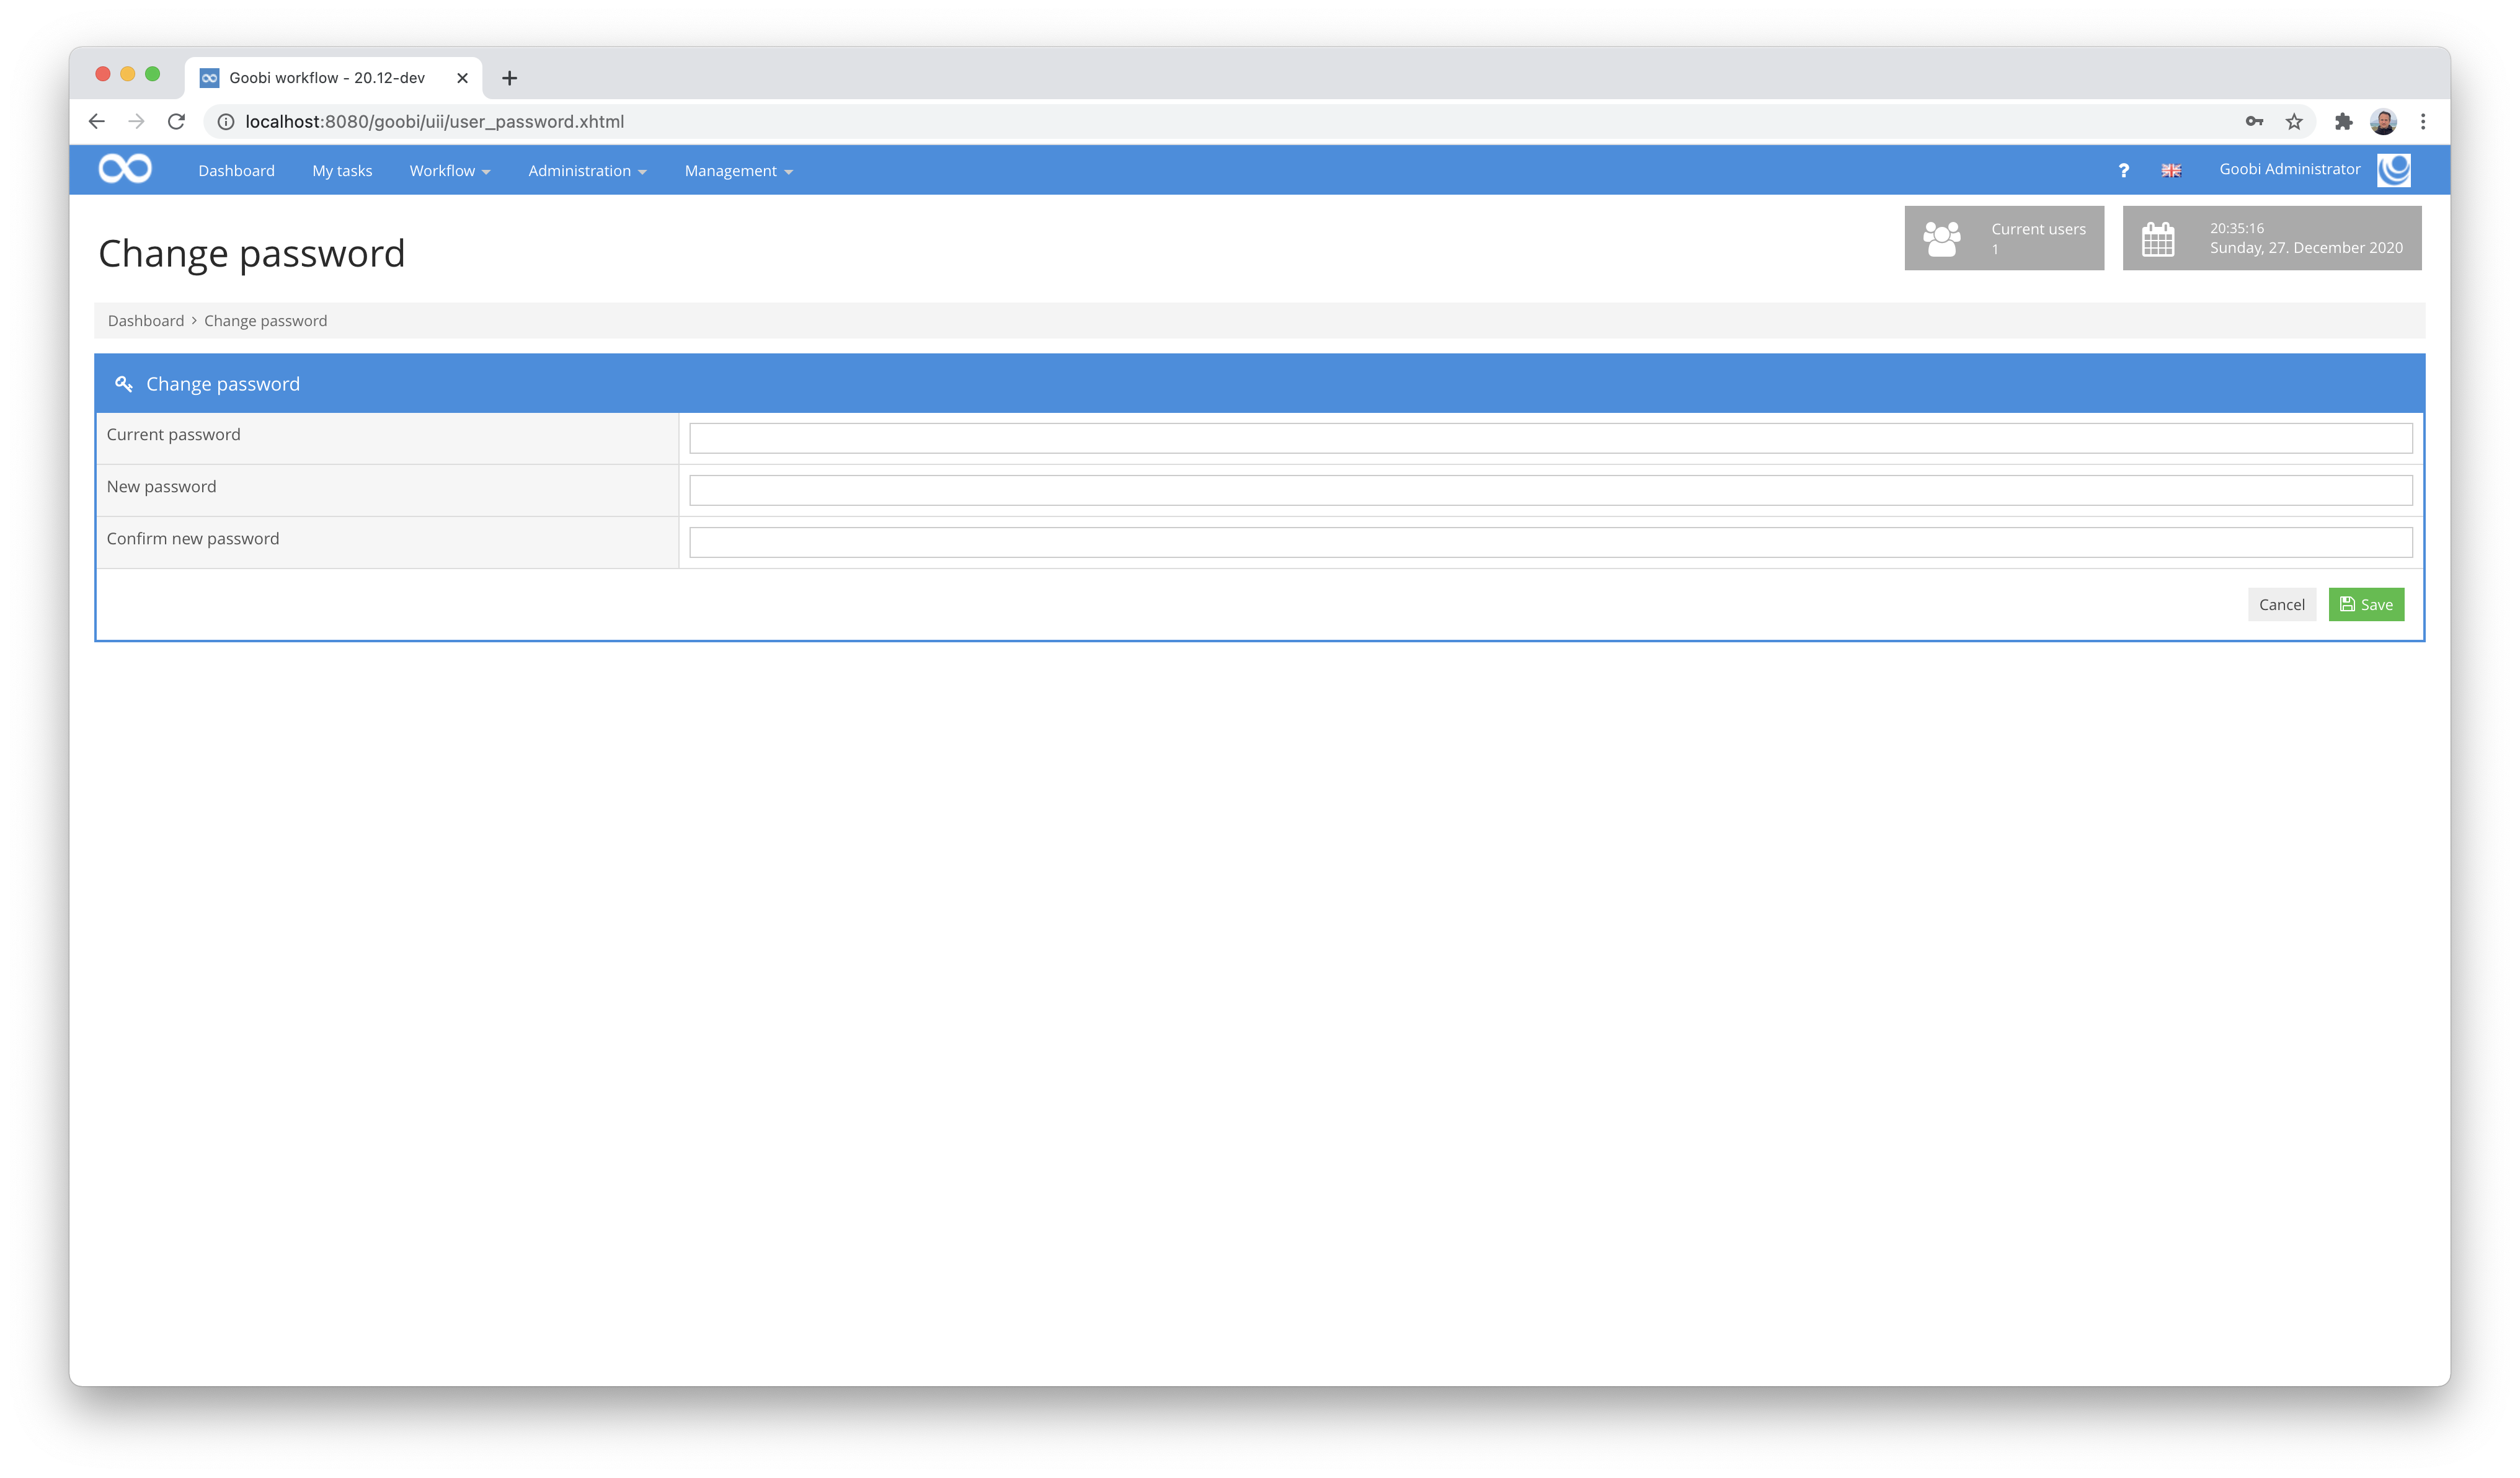 Goobi workflow - 20.12-dev
localhost:8080/goobi/uii/user_password.xhtml
Dashboard My tasks Workflow Administration Management ? Goobi Administrator
Change password
Current users
1
20:35:16
Sunday, 27. December 2020
Dashboard > Change password
Change password
Current password
New password
Confirm new password
Cancel Save